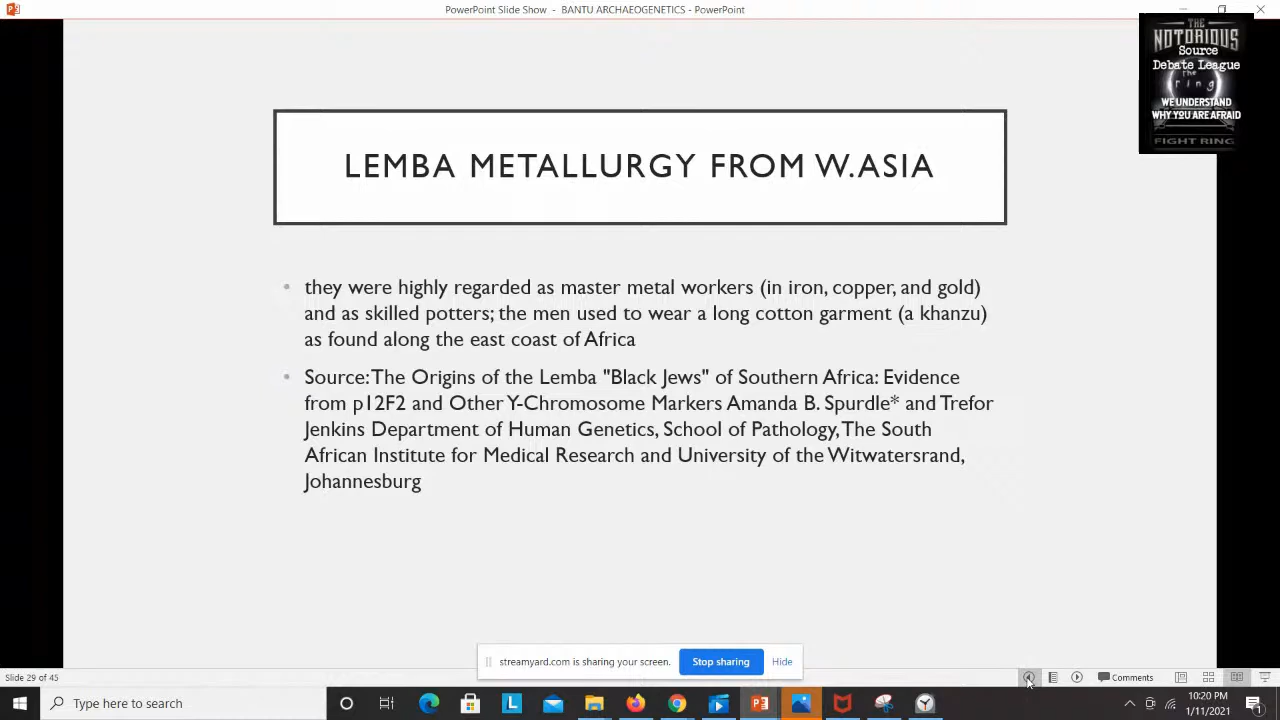 PowerPoint Slide Show - BANTU ARCHAEOGENETICS - PowerPoint
THE
NOTORIOUS
Source
Debate League
The
ring
WE UNDERSTAND
WHY YOU ARE AFRAID
FIGHT RING
LEMBA METALLURGY FROM W.ASIA
they were highly regarded as master metal workers (in iron, copper, and gold)
and as skilled potters; the men used to wear a long cotton garment (a khanzu)
as found along the east coast of Africa
Source: The Origins of the Lemba "Black Jews" of Southern Africa: Evidence
from p12F2 and Other Y-Chromosome Markers Amanda B. Spurdle* and Trefor
Jenkins Department of Human Genetics, School of Pathology, The South
African Institute for Medical Research and University of the Witwatersrand,
Johannesburg
streamyard.com is sharing your screen. Stop sharing Hide
Slide 29 of 45 Comments
Type here to search
10:20 PM
1/11/2021
1